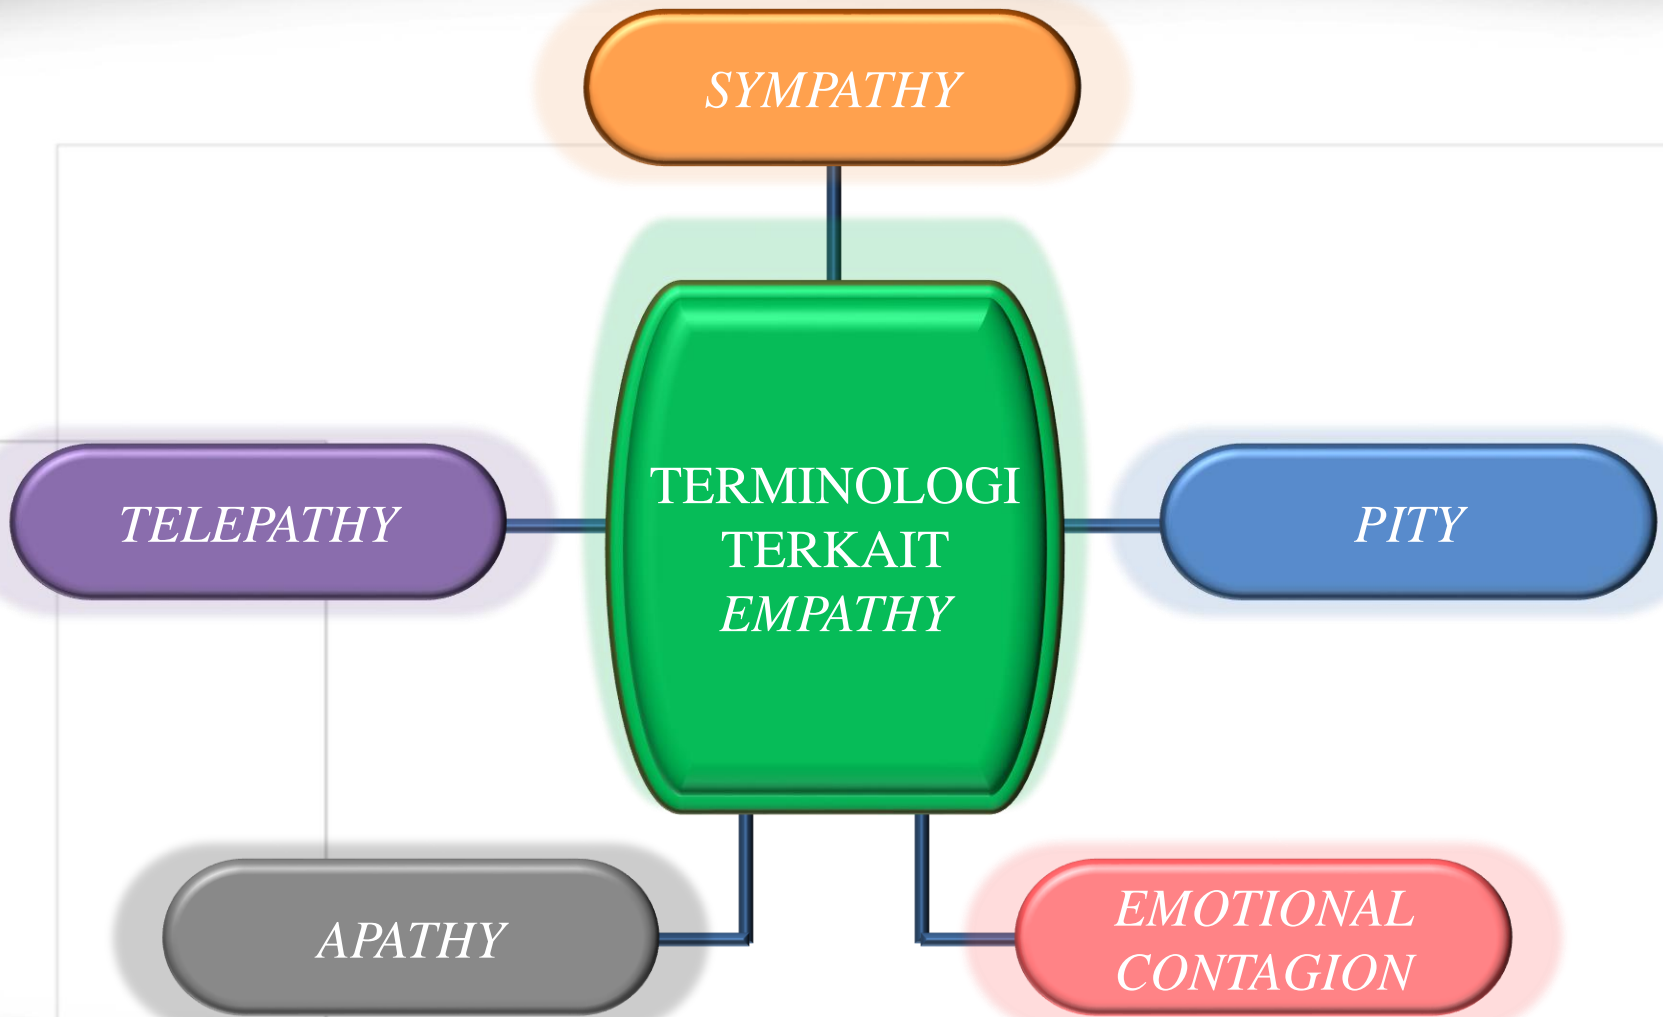 SYMPATHY
TERMINOLOGI
TERKAIT
EMPATHY
TELEPATHY
PITY
APATHY
EMOTIONAL
CONTAGION